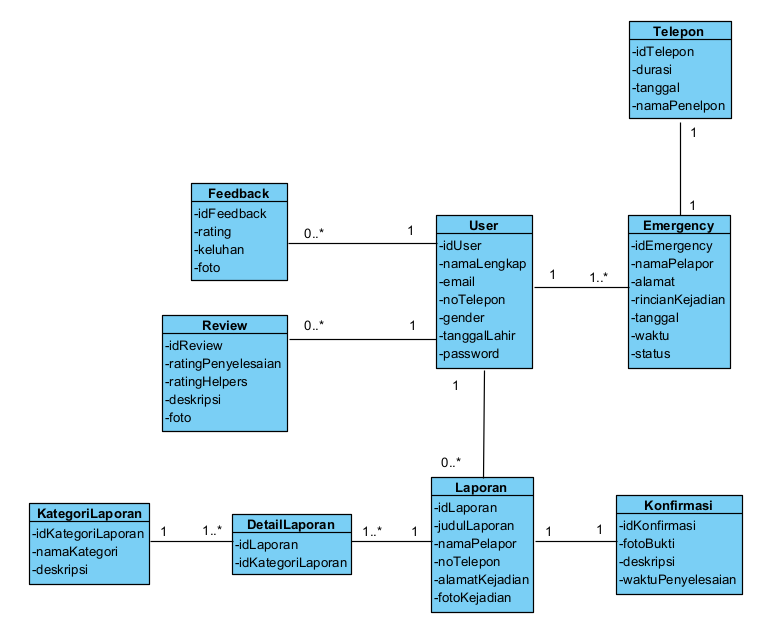 Telepon
-idTelepon
-durasi
-tanggal
-namaPenelpon
1
1
Feedback
-idFeedback
-rating
-keluhan
-foto
0..*
1
User
-idUser
-namaLengkap
-email
-noTelepon
-gender
-tanggalLahir
-password
1
1..*
Emergency
-idEmergency
-namaPelapor
-alamat
-rincianKejadian
-tanggal
-waktu
-status
Review
-idReview
-ratingPenyelesaian
-ratingHelpers
-deskripsi
-foto
0..*
1
1
0..*
KategoriLaporan
-idKategoriLaporan
-namaKategori
-deskripsi
1
1..*
DetailLaporan
-idLaporan
-idKategoriLaporan
1..*
1
Laporan
-idLaporan
-judulLaporan
-namaPelapor
-noTelepon
-alamatKejadian
-fotoKejadian
1
1
Konfirmasi
-idKonfirmasi
-fotoBukti
-deskripsi
-waktuPenyelesaian